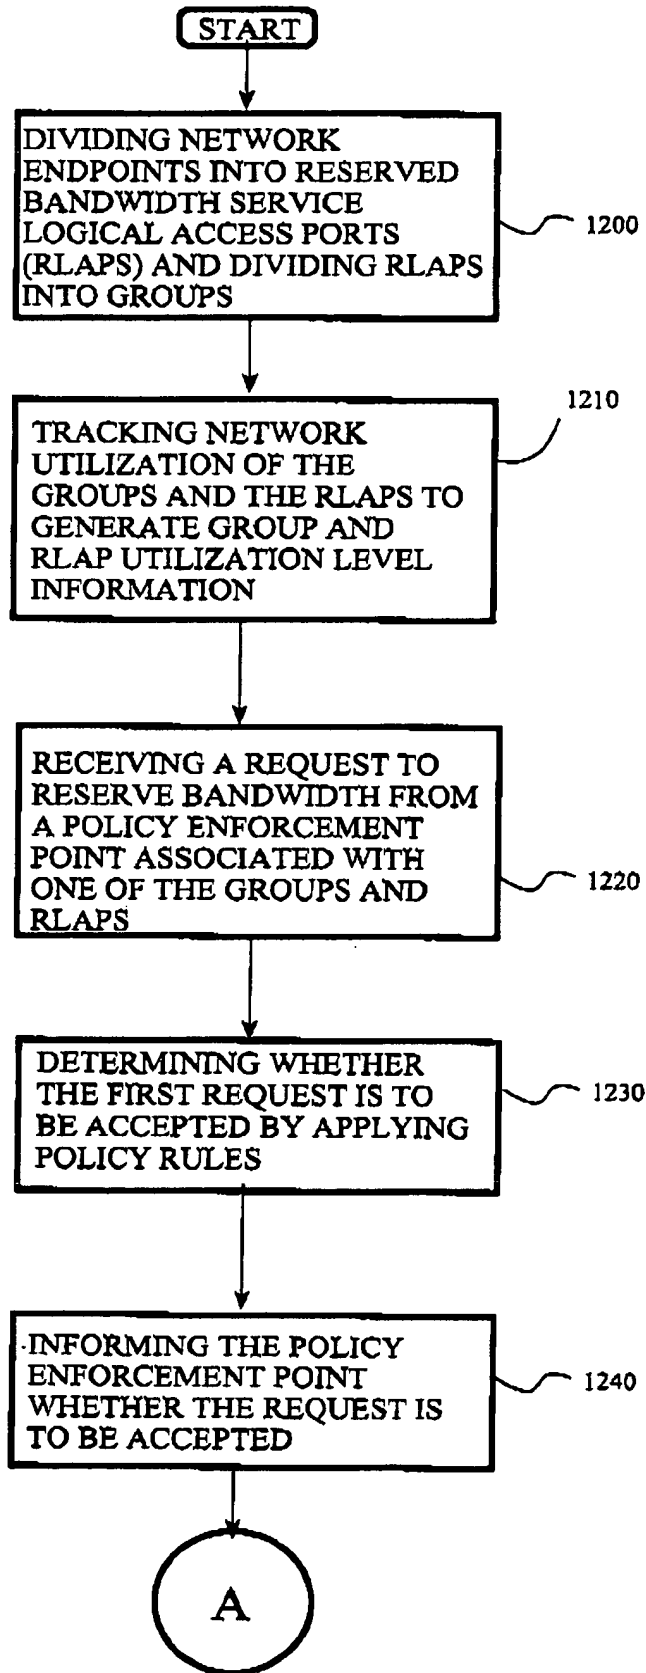 START
DIVIDING NETWORK
ENDPOINTS INTO RESERVED
BANDWIDTH SERVICE
LOGICAL ACCESS PORTS
(RLAPS) AND DIVIDING RLAPS
INTO GROUPS
1200
1210
TRACKING NETWORK
UTILIZATION OF THE
GROUPS AND THE RLAPS TO
GENERATE GROUP AND
RLAP UTILIZATION LEVEL
INFORMATION
RECEIVING A REQUEST TO
RESERVE BANDWIDTH FROM
A POLICY ENFORCEMENT
POINT ASSOCIATED WITH
ONE OF THE GROUPS AND
RLAPS
1220
DETERMINING WHETHER
THE FIRST REQUEST IS TO
BE ACCEPTED BY APPLYING
POLICY RULES
1230
INFORMING THE POLICY
ENFORCEMENT POINT
WHETHER THE REQUEST IS
TO BE ACCEPTED
1240
A